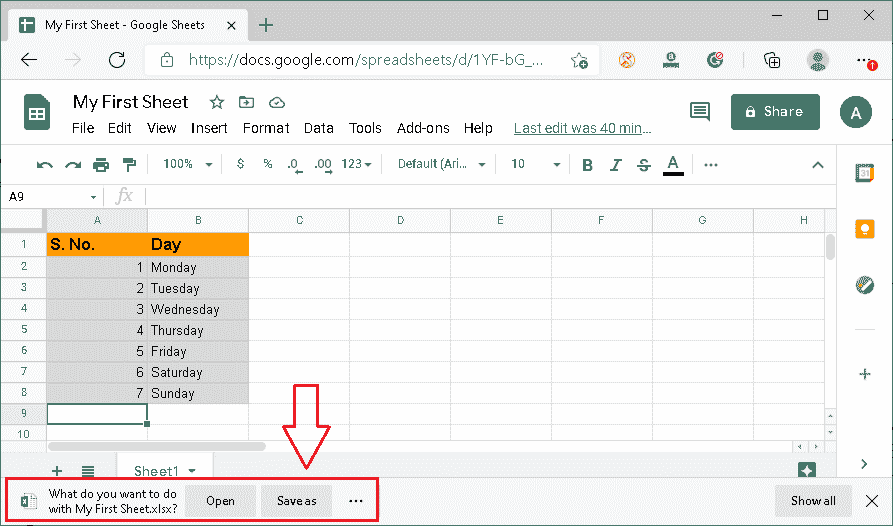 My First Sheet - Google Sheets
https://docs.google.com/spreadsheets/d/1YF-bG_...
My First Sheet
File Edit View Insert Format Data Tools Add-ons Help Last edit was 40 min...
Share
A
100% $ % .0 .00 123 Default (Ari... 10 B I S A
31
A9 fx
A B C D E F G H
1 S. No. Day
2 1 Monday
3 2 Tuesday
4 3 Wednesday
5 4 Thursday
6 5 Friday
7 6 Saturday
8 7 Sunday
9
10
Sheet1
What do you want to do
with My First Sheet.xlsx?
Open Save as ... Show all